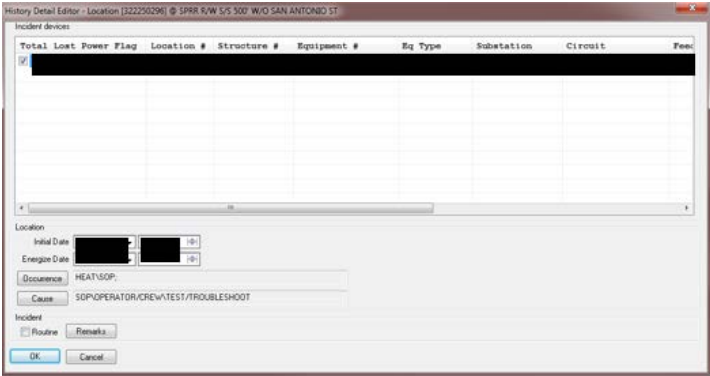 History Detail Editor - Location [322250296] @ SPRR R/W S/S 500' W/O SAN ANTONIO ST
Incident devices
Total Lost Power Flag Location # Structure # Equipment # Eq Type Substation Circuit Feed
Location
Initial Date
Energize Date
Occurrence HEAT\SOP;
Cause SOP\OPERATOR/CREW\TEST/TROUBLESHOOT
Incident
Routine Remarks
OK Cancel